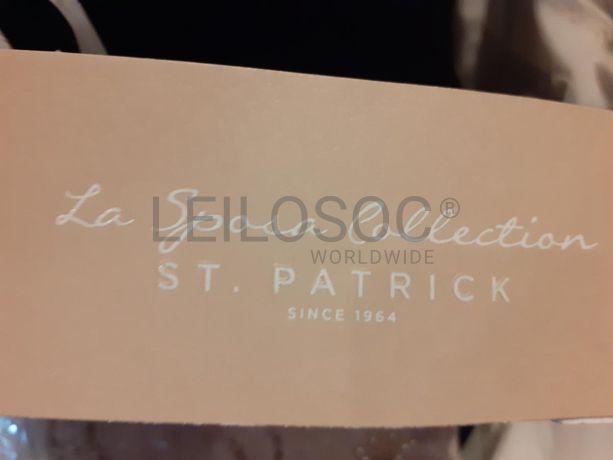 La Sposa Collection
LEILOSOC®
WORLDWIDE
ST. PATRICK
SINCE 1964